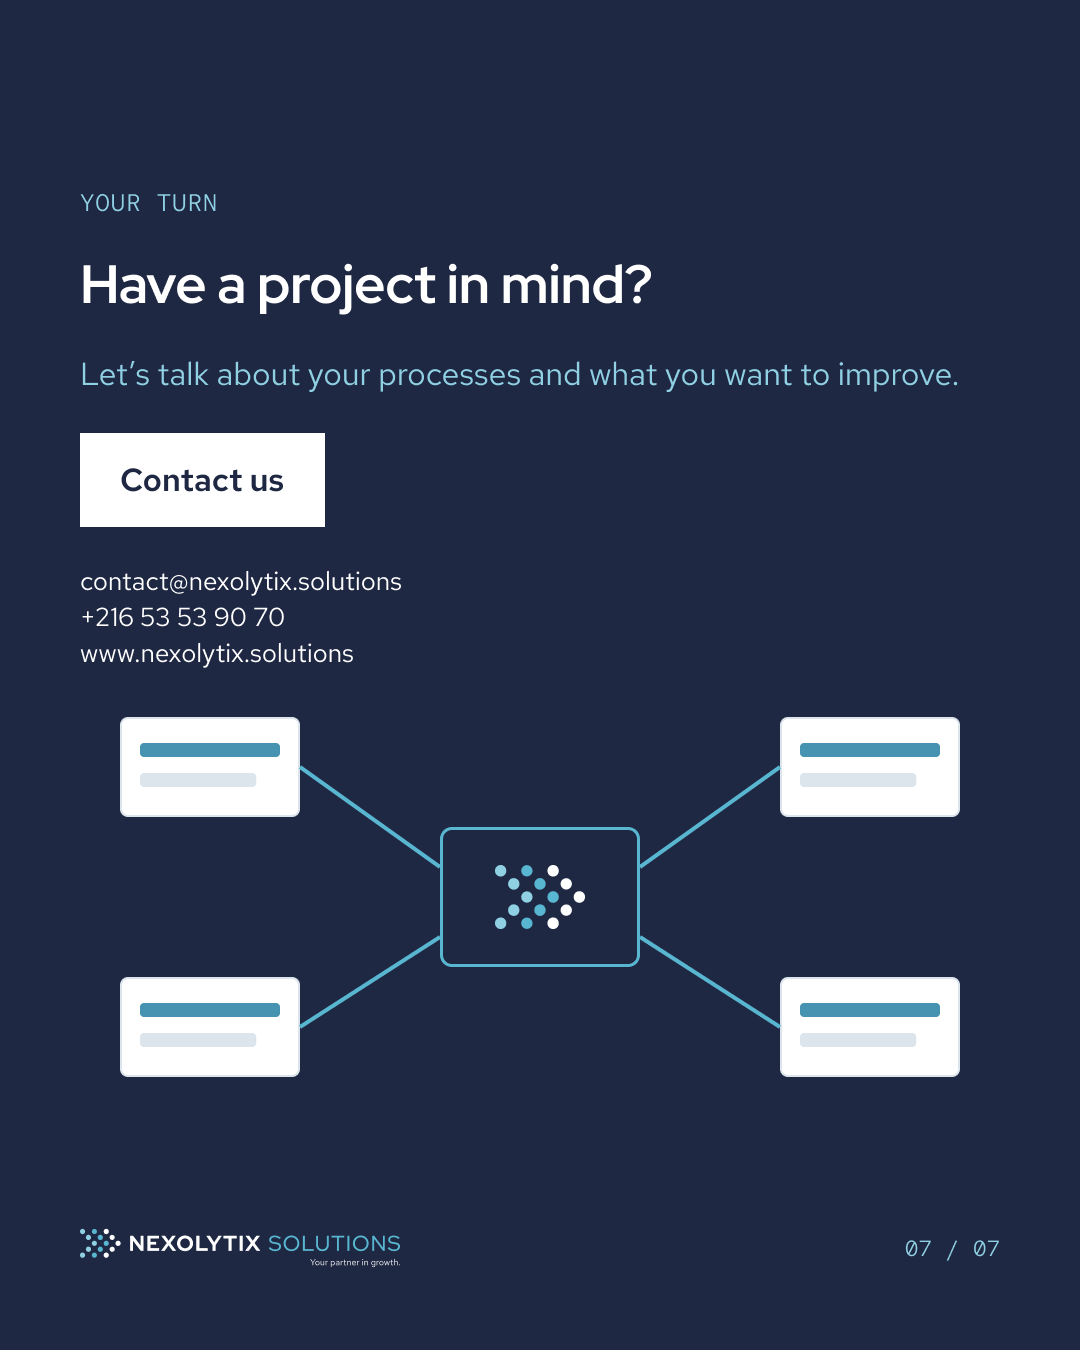 YOUR TURN
Have a project in mind?
Let’s talk about your processes and what you want to improve.
Contact us
contact@nexolytix.solutions
+216 53 53 90 70
www.nexolytix.solutions
NEXOLYTIX SOLUTIONS
Your partner in growth.
07 / 07